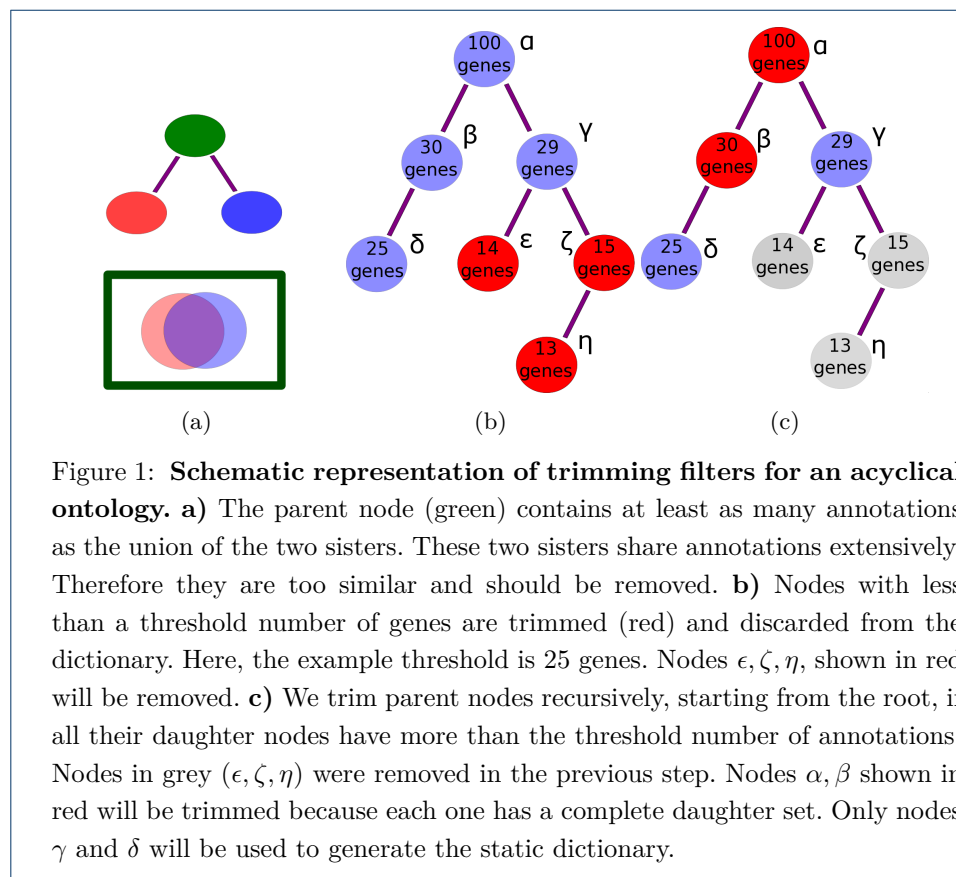 100
genes
α
30
genes
β
29
genes
γ
25
genes
δ
14
genes
ε
15
genes
ζ
13
genes
η
100
genes
α
30
genes
β
29
genes
γ
25
genes
δ
14
genes
ε
15
genes
ζ
13
genes
η
(a)
(b)
(c)
Figure 1: Schematic representation of trimming filters for an acyclical
ontology. a) The parent node (green) contains at least as many annotations
as the union of the two sisters. These two sisters share annotations extensively
Therefore they are too similar and should be removed. b) Nodes with less
than a threshold number of genes are trimmed (red) and discarded from the
dictionary. Here, the example threshold is 25 genes. Nodes ϵ, ζ, η, shown in red
will be removed. c) We trim parent nodes recursively, starting from the root, i
all their daughter nodes have more than the threshold number of annotations
Nodes in grey (ϵ, ζ, η) were removed in the previous step. Nodes α, β shown in
red will be trimmed because each one has a complete daughter set. Only nodes
γ and δ will be used to generate the static dictionary.